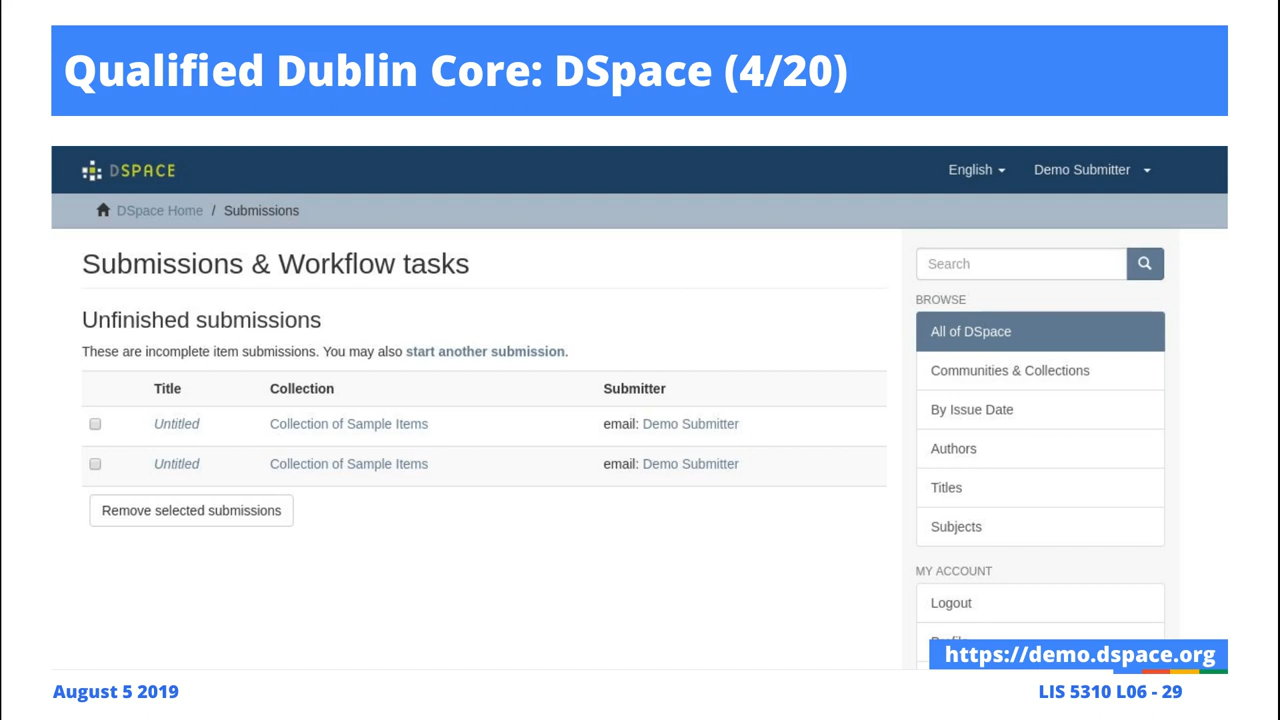 Qualified Dublin Core: DSpace (4/20)
DSPACE
English
Demo Submitter
DSpace Home / Submissions
Submissions & Workflow tasks
Unfinished submissions
These are incomplete item submissions. You may also start another submission.
Title Collection Submitter
Untitled Collection of Sample Items email: Demo Submitter
Untitled Collection of Sample Items email: Demo Submitter
Remove selected submissions
Search
BROWSE
All of DSpace
Communities & Collections
By Issue Date
Authors
Titles
Subjects
MY ACCOUNT
Logout
https://demo.dspace.org
August 5 2019
LIS 5310 L06 - 29